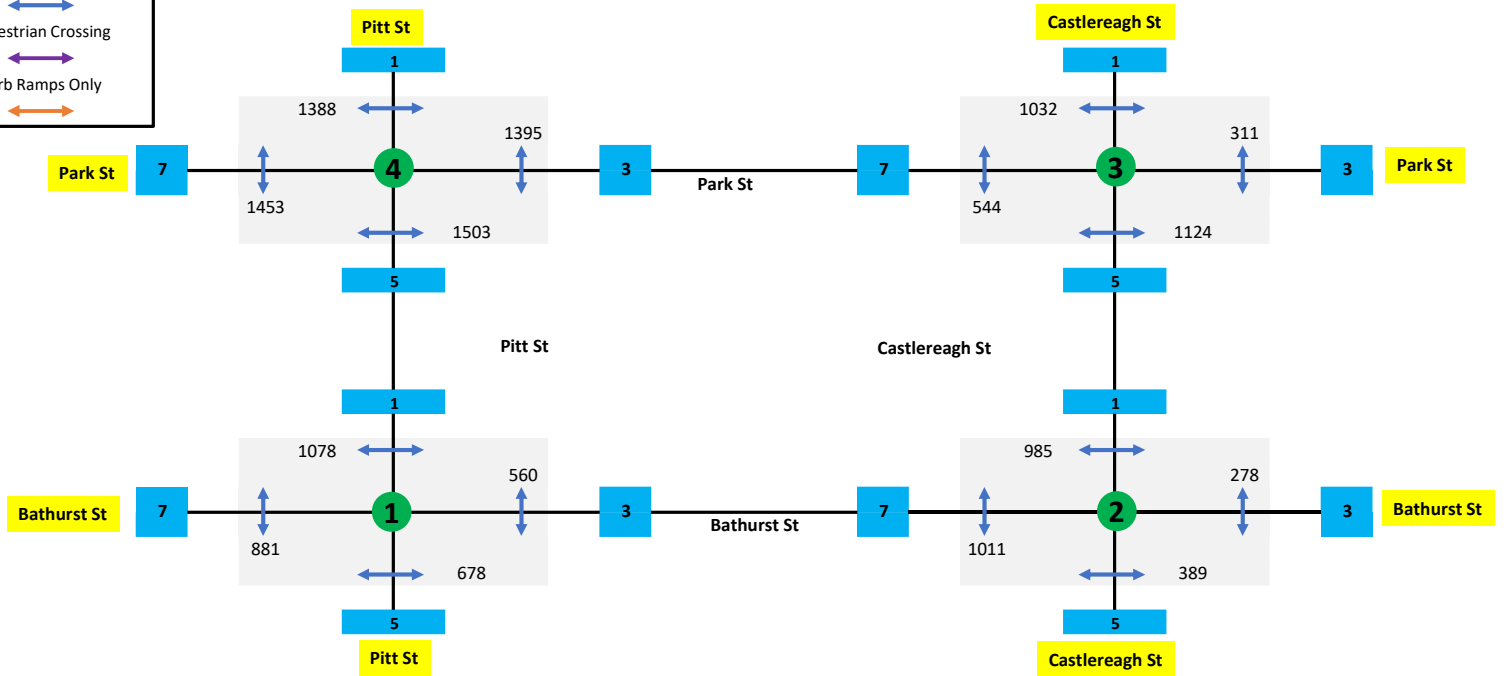 estrian Crossing
rb Ramps Only
Pitt St
Castlereagh St
1
1
1388
1395
1032
311
Park St
7
4
3
Park St
7
3
3
Park St
1453
1503
544
1124
5
5
Pitt St
Castlereagh St
1
1
1078
560
985
278
Bathurst St
7
1
3
Bathurst St
7
2
3
Bathurst St
881
678
1011
389
5
5
Pitt St
Castlereagh St